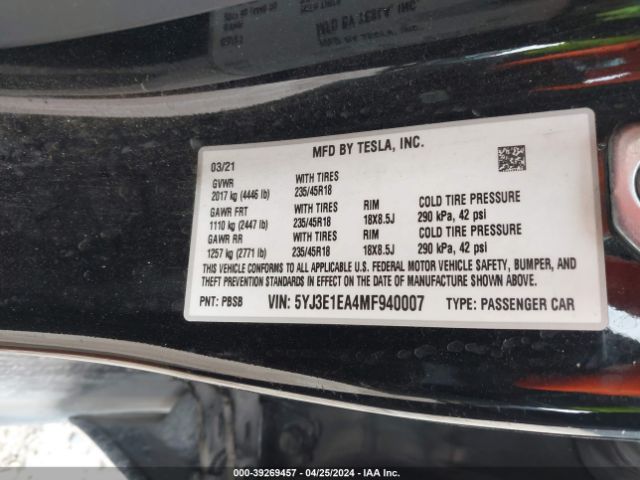 MFD BY TESLA, INC.
03/21
GVWR WITH TIRES
2017 kg (4446 lb) 235/45R18
GAWR FRT WITH TIRES RIM COLD TIRE PRESSURE
1110 kg (2447 lb) 235/45R18 18X8.5J 290 kPa, 42 psi
GAWR RR WITH TIRES RIM COLD TIRE PRESSURE
1257 kg (2771 lb) 235/45R18 18X8.5J 290 kPa, 42 psi
THIS VEHICLE CONFORMS TO ALL APPLICABLE U.S. FEDERAL MOTOR VEHICLE SAFETY, BUMPER, AND
THEFT PREVENTION STANDARDS IN EFFECT ON THE DATE OF MANUFACTURE SHOWN ABOVE.
PNT: PBSB VIN: 5YJ3E1EA4MF940007 TYPE: PASSENGER CAR
000-39269457 - 04/25/2024 - IAA Inc.